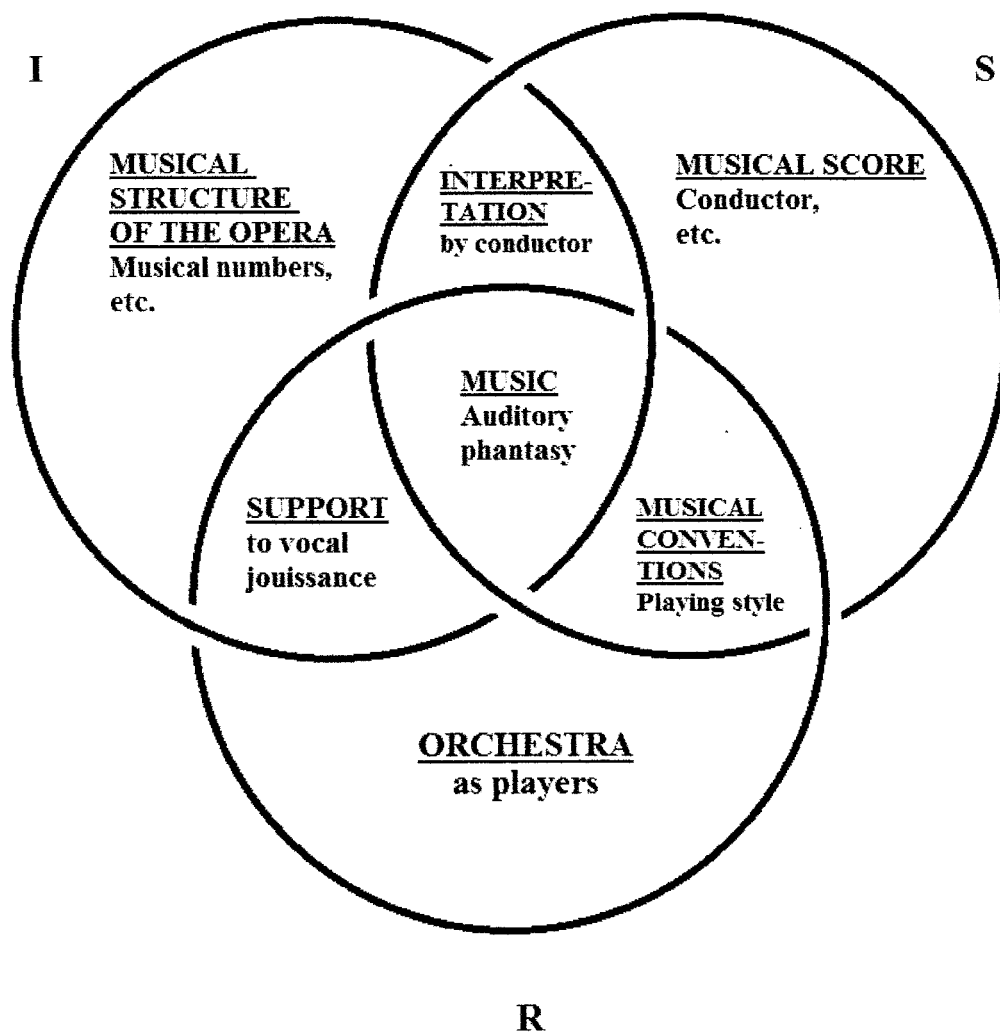 I
S
MUSICAL
STRUCTURE
OF THE OPERA
Musical numbers,
etc.
INTERPRE-
TATION
by conductor
MUSICAL SCORE
Conductor,
etc.
MUSIC
Auditory
phantasy
SUPPORT
to vocal
jouissance
MUSICAL
CONVEN-
TIONS
Playing style
ORCHESTRA
as players
R